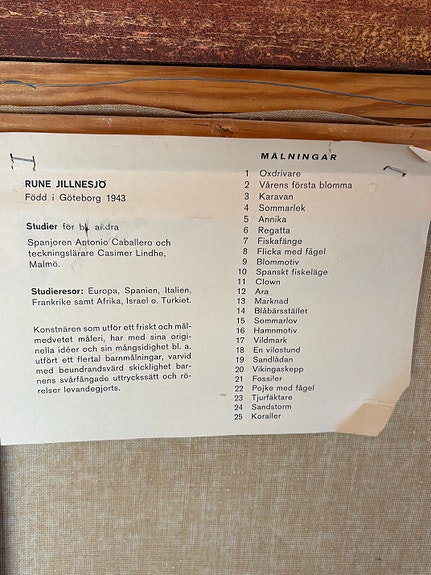 RUNE JILLNESJÖ
Född i Göteborg 1943
Studier för bl. andra
Spanjoren Antonio Caballero och
teckningslärare Casimer Lindhe,
Malmö.
Studieresor: Europa, Spanien, Italien,
Frankrike samt Afrika, Israel o. Turkiet.
Konstnären som utför ett friskt och mål-
medvetet måleri, har med sina origi-
nella idéer och sin mångsidighet bl. a.
utfört ett flertal barnmålningar, varvid
med beundrandsvärd skicklighet bar-
nens svårfångade uttryckssätt och rö-
relser levandegjorts.
MÅLNINGAR
1 Oxdrivare
2 Vårens första blomma
3 Karavan
4 Sommarlek
5 Annika
6 Regatta
7 Fiskafänge
8 Flicka med fågel
9 Blommotiv
10 Spanskt fiskeläge
11 Clown
12 Ara
13 Marknad
14 Blåbärsstället
15 Sommarlov
16 Hamnmotiv
17 Vildmark
18 En vilostund
19 Sandlådan
20 Vikingaskepp
21 Fossiler
22 Pojke med fågel
23 Tjurfäktare
24 Sandstorm
25 Koraller